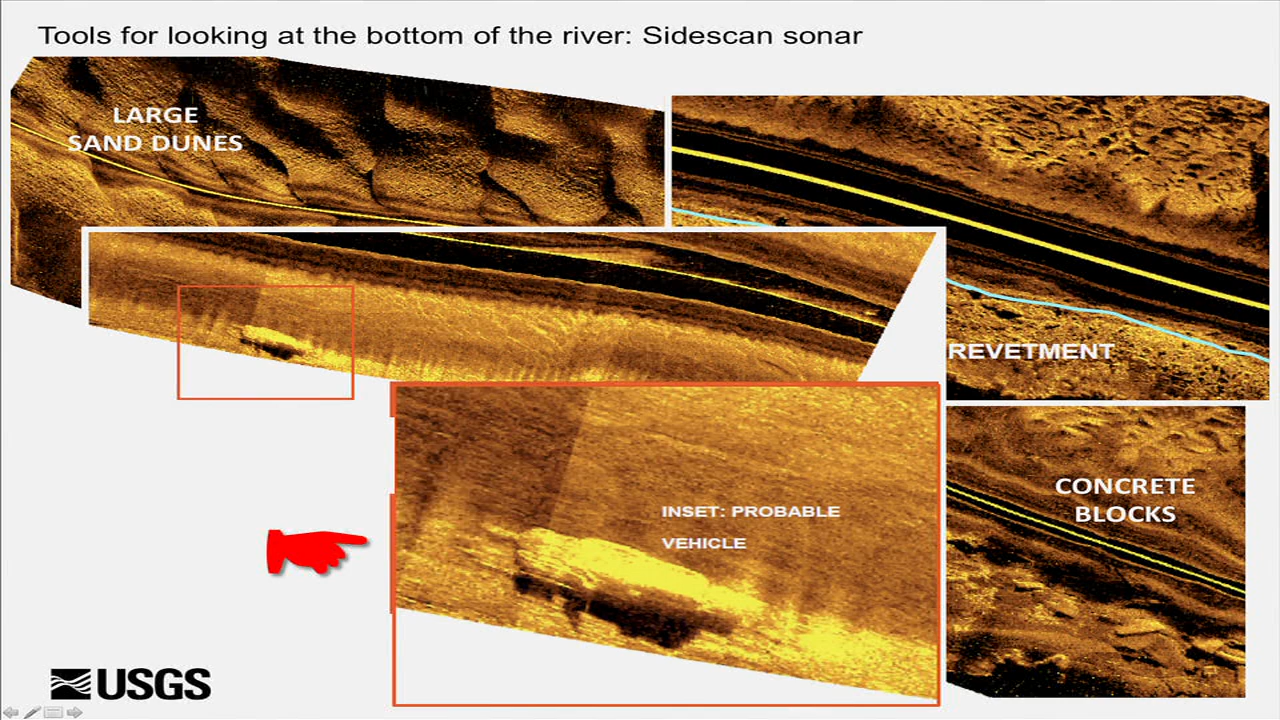 Tools for looking at the bottom of the river: Sidescan sonar
LARGE
SAND DUNES
REVETMENT
CONCRETE
BLOCKS
INSET: PROBABLE
VEHICLE
USGS